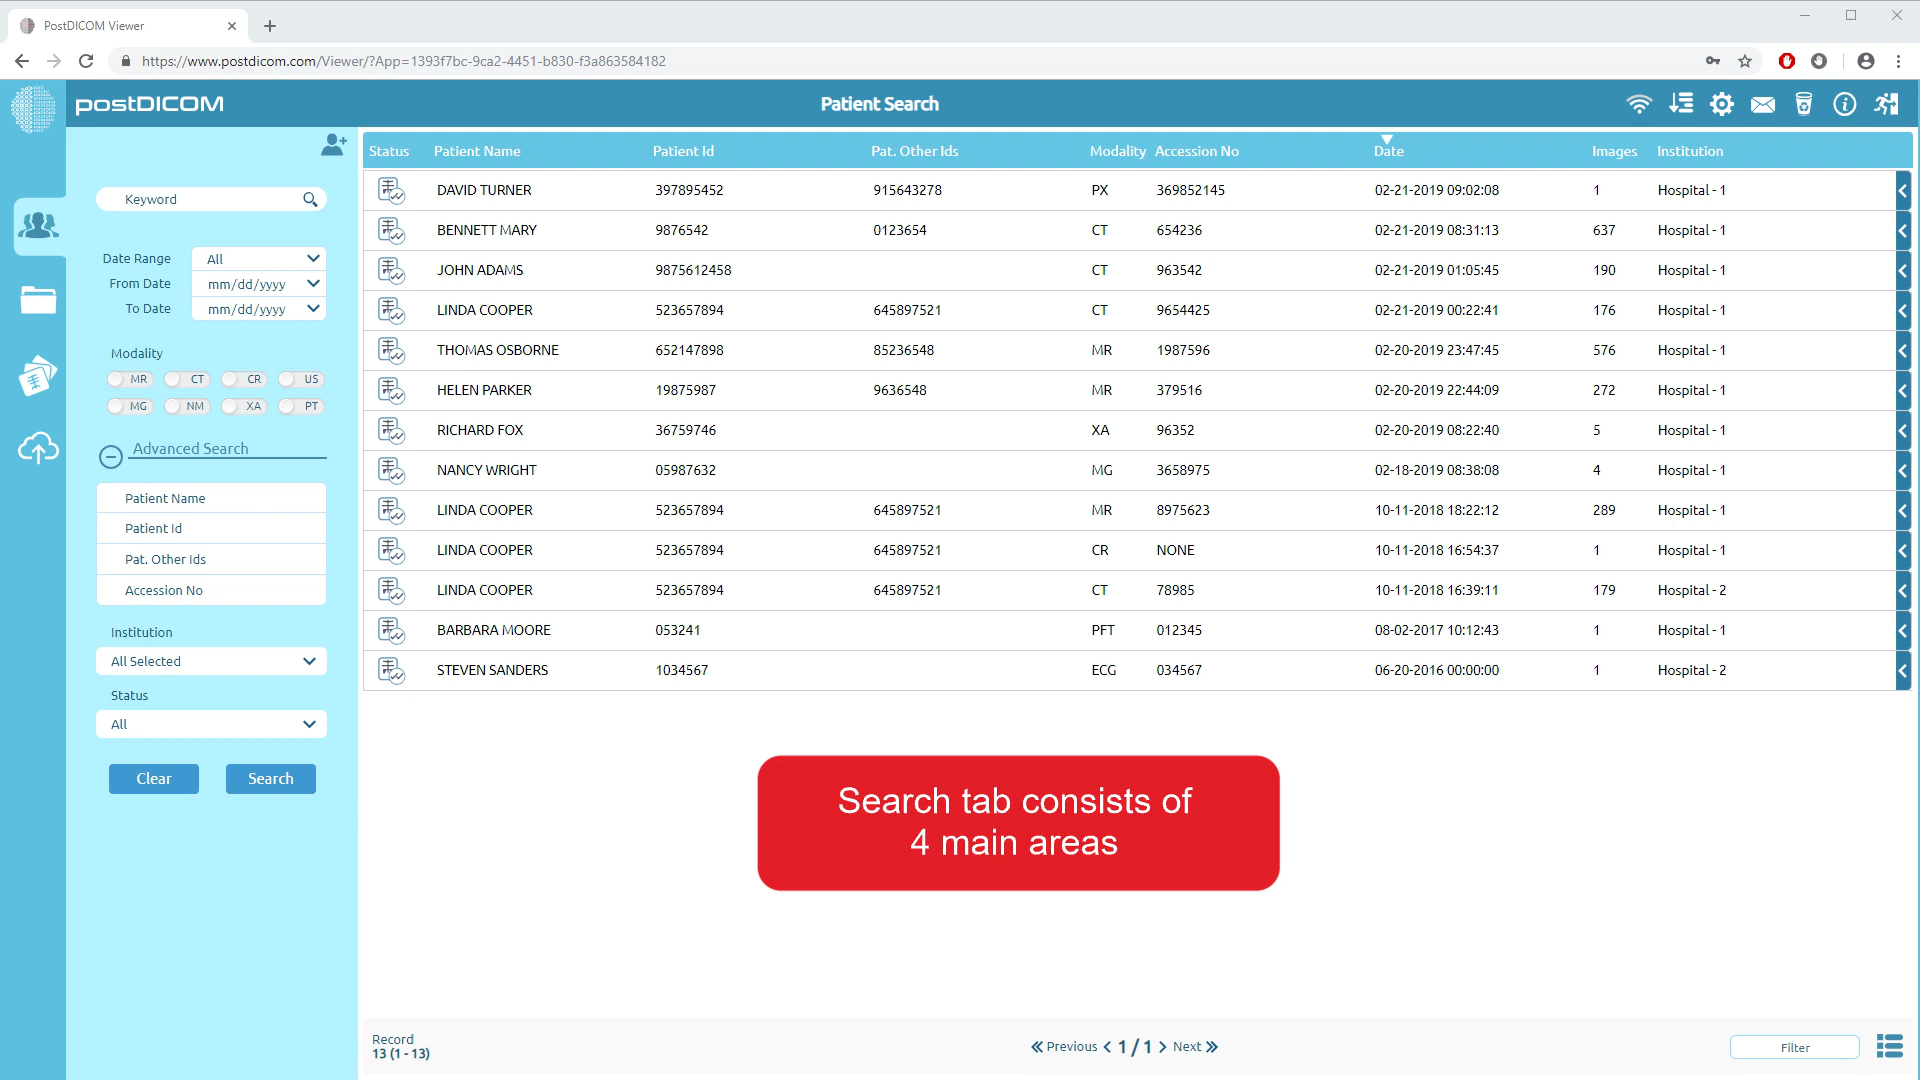 PostDICOM Viewer
https://www.postdicom.com/Viewer/?App=1393f7bc-9ca2-4451-b830-f3a863584182
postDICOM
Patient Search
Status Patient Name Patient Id Pat. Other Ids Modality Accession No Date Images Institution
DAVID TURNER 397895452 915643278 PX 369852145 02-21-2019 09:02:08 1 Hospital - 1
BENNETT MARY 9876542 0123654 CT 654236 02-21-2019 08:31:13 637 Hospital - 1
JOHN ADAMS 9875612458 CT 963542 02-21-2019 01:05:45 190 Hospital - 1
LINDA COOPER 523657894 645897521 CT 9654425 02-21-2019 00:22:41 176 Hospital - 1
THOMAS OSBORNE 652147898 85236548 MR 1987596 02-20-2019 23:47:45 576 Hospital - 1
HELEN PARKER 19875987 9636548 MR 379516 02-20-2019 22:44:09 272 Hospital - 1
RICHARD FOX 36759746 XA 96352 02-20-2019 08:22:40 5 Hospital - 1
NANCY WRIGHT 05987632 MG 3658975 02-18-2019 08:38:08 4 Hospital - 1
LINDA COOPER 523657894 645897521 MR 8975623 10-11-2018 18:22:12 289 Hospital - 1
LINDA COOPER 523657894 645897521 CR NONE 10-11-2018 16:54:37 1 Hospital - 1
LINDA COOPER 523657894 645897521 CT 78985 10-11-2018 16:39:11 179 Hospital - 2
BARBARA MOORE 053241 PFT 012345 08-02-2017 10:12:43 1 Hospital - 1
STEVEN SANDERS 1034567 ECG 034567 06-20-2016 00:00:00 1 Hospital - 2
Keyword
Date Range All
From Date mm/dd/yyyy
To Date mm/dd/yyyy
Modality
MR CT CR US
MG NM XA PT
Advanced Search
Patient Name
Patient Id
Pat. Other Ids
Accession No
Institution
All Selected
Status
All
Clear Search
Search tab consists of
4 main areas
Record
13 (1 - 13)
Previous 1 / 1 Next
Filter